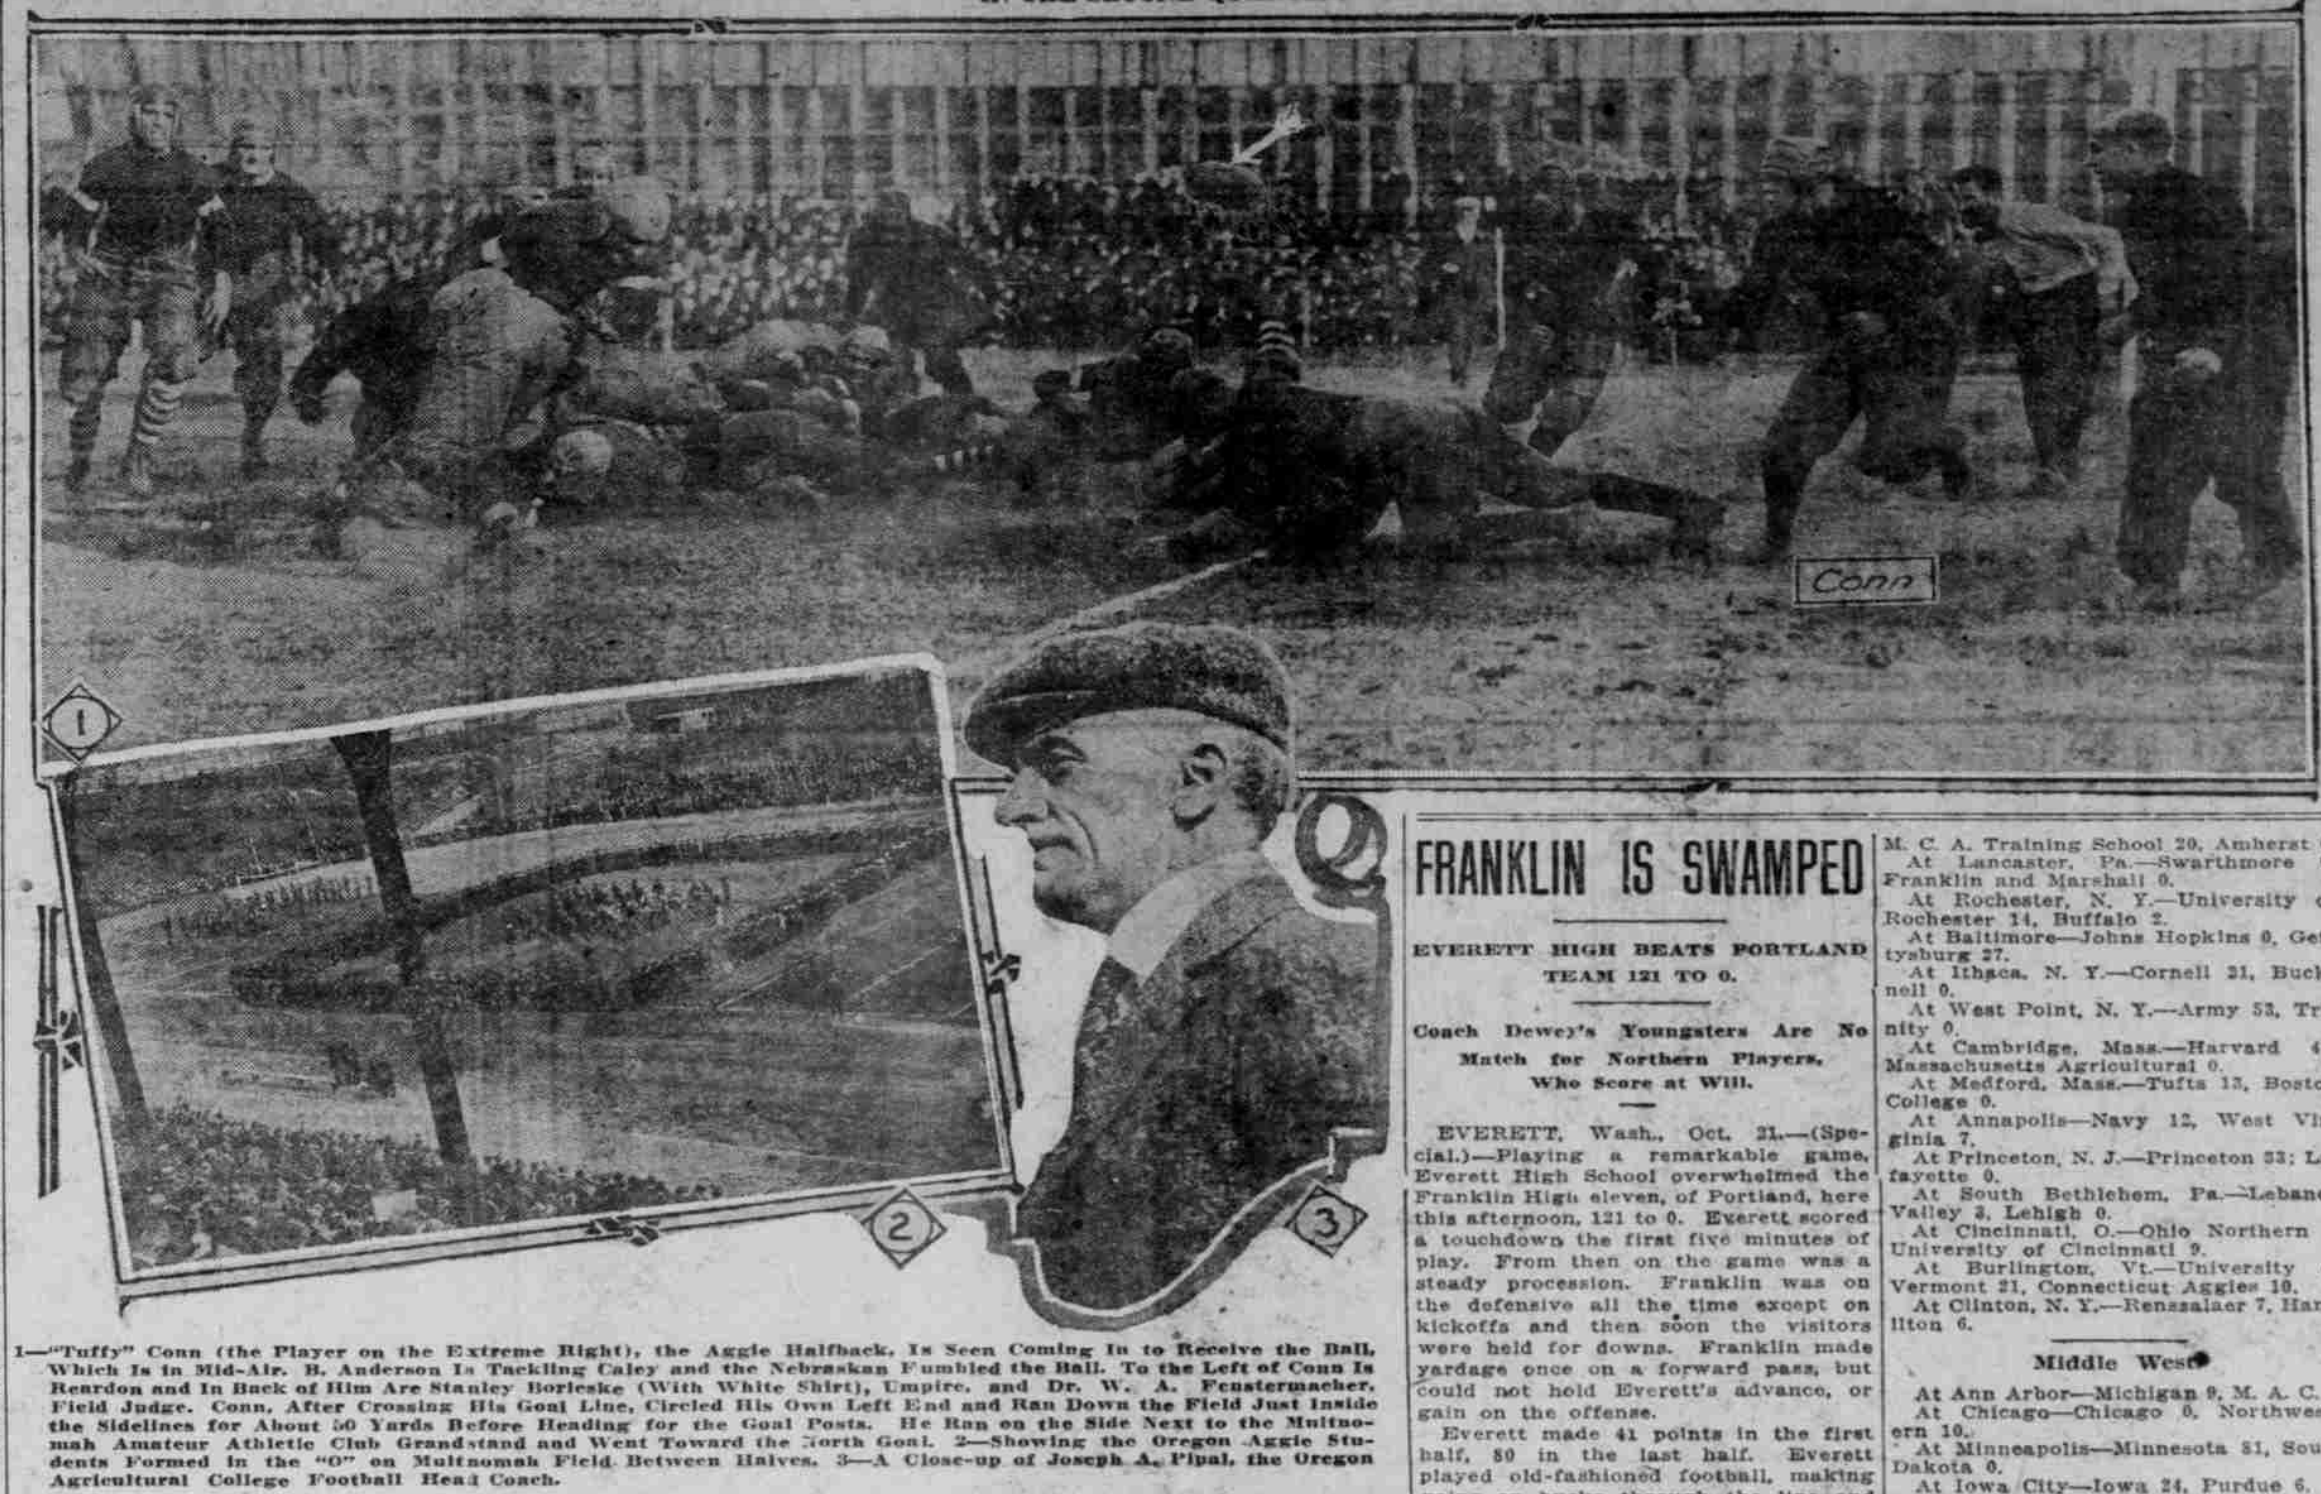 Conn
1
2
3
1—"Tuffy" Conn (the Player on the Extreme Right), the Aggie Halfback, Is Seen Coming In to Receive the Ball,
Which Is in Mid-Air. B. Anderson Is Tackling Caley and the Nebraskan Fumbled the Ball. To the Left of Conn Is
Reardon and In Back of Him Are Stanley Borleske (With White Shirt), Umpire, and Dr. W. A. Fenstermacher,
Field Judge. Conn, After Crossing His Goal Line, Circled His Own Left End and Ran Down the Field Just Inside
the Sidelines for About 50 Yards Before Heading for the Goal Posts. He Ran on the Side Next to the Multno-
mah Amateur Athletic Club Grandstand and Went Toward the North Goal. 2—Showing the Oregon Aggie Stu-
dents Formed in the "O" on Multnomah Field Between Halves. 3—A Close-up of Joseph A. Pipal, the Oregon
Agricultural College Football Head Coach.
FRANKLIN IS SWAMPED
EVERETT HIGH BEATS PORTLAND
TEAM 121 TO 0.
Coach Dewey's Youngsters Are No
Match for Northern Players,
Who Score at Will.
EVERETT, Wash., Oct. 21.—(Spe-
cial.)—Playing a remarkable game,
Everett High School overwhelmed the
Franklin High eleven, of Portland, here
this afternoon, 121 to 0. Everett scored
a touchdown the first five minutes of
play. From then on the game was a
steady procession. Franklin was on
the defensive all the time except on
kickoffs and then soon the visitors
were held for downs. Franklin made
yardage once on a forward pass, but
could not hold Everett's advance, or
gain on the offense.
Everett made 41 points in the first
half, 80 in the last half. Everett
played old-fashioned football, making
M. C. A. Training School 20, Amherst
At Lancaster, Pa.—Swarthmore
Franklin and Marshall 0.
At Rochester, N. Y.—University
Rochester 14, Buffalo 2.
At Baltimore—Johns Hopkins 0, Get
tysburg 27.
At Ithaca, N. Y.—Cornell 21, Buck
nell 0.
At West Point, N. Y.—Army 53, Tr
nity 0.
At Cambridge, Mass.—Harvard 4
Massachusetts Agricultural 0.
At Medford, Mass.—Tufts 13, Bosto
College 0.
At Annapolis—Navy 12, West Vi
ginia 7.
At Princeton, N. J.—Princeton 33; L
fayette 0.
At South Bethlehem, Pa.—Leban
Valley 3, Lehigh 0.
At Cincinnati, O.—Ohio Northern
University of Cincinnati 9.
At Burlington, Vt.—University
Vermont 21, Connecticut Aggies 10.
At Clinton, N. Y.—Renssalaer 7, Ham
ilton 6.
Middle West
At Ann Arbor—Michigan 9, M. A. C.
At Chicago—Chicago 0, Northwes
ern 10.
At Minneapolis—Minnesota 81, Sou
Dakota 0.
At Iowa City—Iowa 24, Purdue 6.